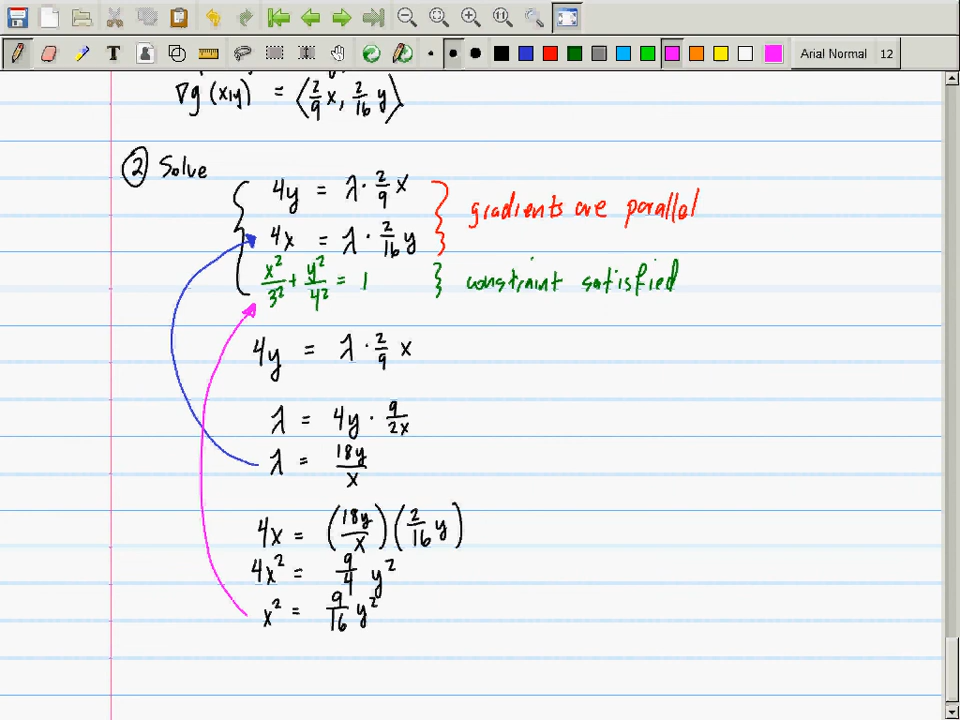 T Arial Normal 12
∇g (x,y) = ⟨2/9 x, 2/16 y⟩
② Solve
4y = λ · 2/9 x
gradients are parallel
4x = λ · 2/16 y
x²/3² + y²/4² = 1 } constraint satisfied
4y = λ · 2/9 x
λ = 4y · 9/2x
λ = 18y/x
4x = (18y/x)(2/16 y)
4x² = 9/4 y²
x² = 9/16 y²